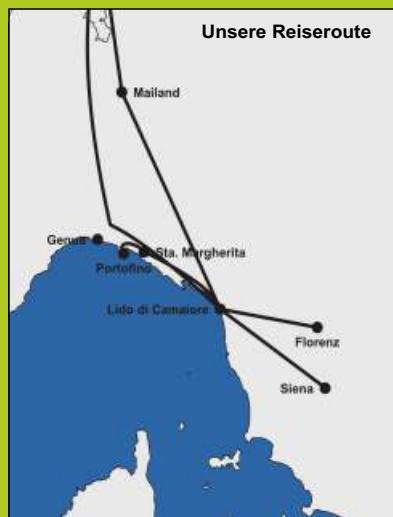 Unsere Reiseroute
Mailand
Genua
Sta. Margherita
Portofino
Lido di Camaiore
Florenz
Siena